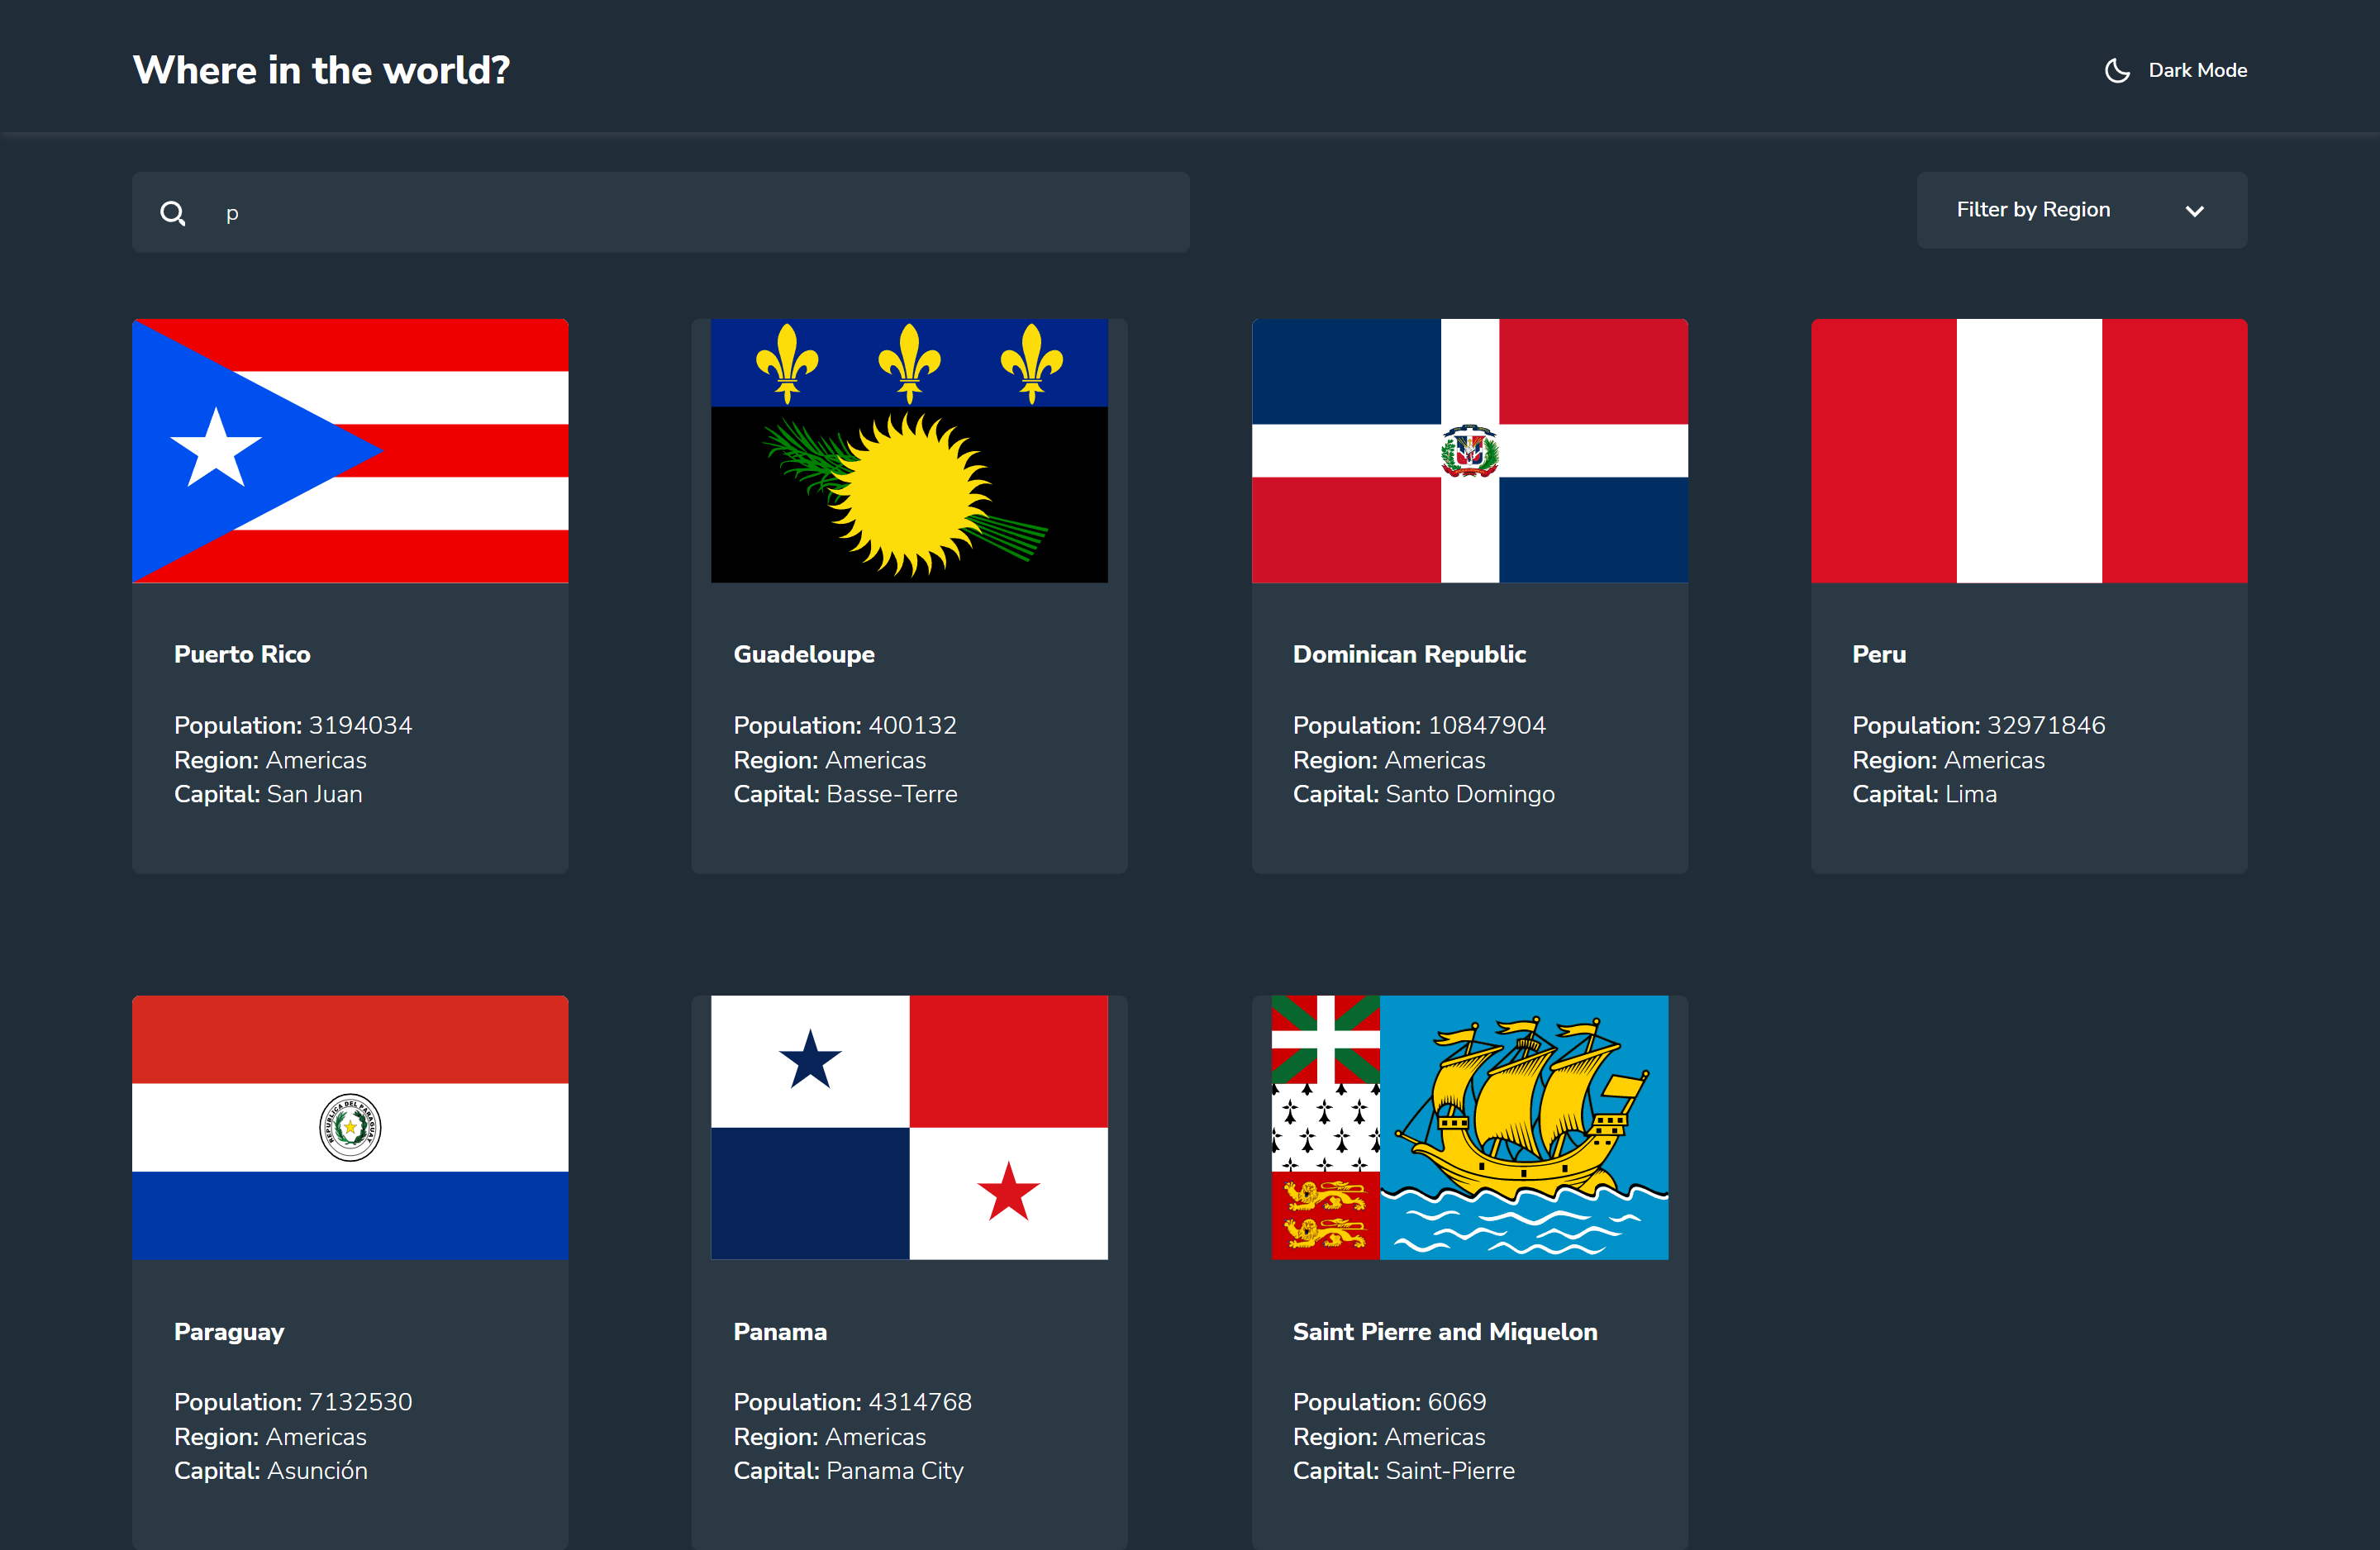 Where in the world?
Dark Mode
p
Filter by Region
Puerto Rico
Population: 3194034
Region: Americas
Capital: San Juan
Guadeloupe
Population: 400132
Region: Americas
Capital: Basse-Terre
Dominican Republic
Population: 10847904
Region: Americas
Capital: Santo Domingo
Peru
Population: 32971846
Region: Americas
Capital: Lima
REPUBLICA DEL PARAGUAY
Paraguay
Population: 7132530
Region: Americas
Capital: Asunción
Panama
Population: 4314768
Region: Americas
Capital: Panama City
Saint Pierre and Miquelon
Population: 6069
Region: Americas
Capital: Saint-Pierre